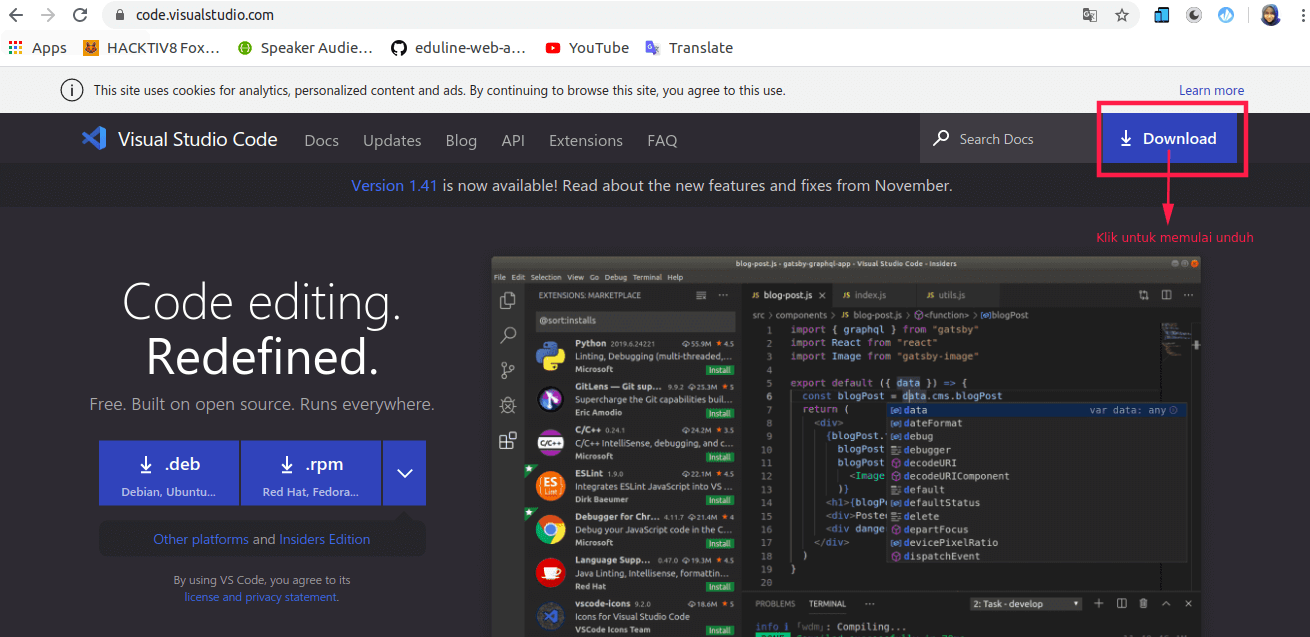 code.visualstudio.com
Apps HACKTIV8 Fox... Speaker Audie... eduline-web-a... YouTube Translate
This site uses cookies for analytics, personalized content and ads. By continuing to browse this site, you agree to this use.
Learn more
Visual Studio Code Docs Updates Blog API Extensions FAQ Search Docs Download
Version 1.41 is now available! Read about the new features and fixes from November.
Klik untuk memulai unduh
Code editing.
Redefined.
Free. Built on open source. Runs everywhere.
.deb
Debian, Ubuntu...
.rpm
Red Hat, Fedora...
Other platforms and Insiders Edition
By using VS Code, you agree to its
license and privacy statement.
blog-post.js - gatsby-graphql-app - Visual Studio Code - Insiders
File Edit Selection View Go Debug Terminal Help
EXTENSIONS: MARKETPLACE
@sort:installs
Python 2019.6.24221 55.9M 4.5
Linting, Debugging (multi-threaded,...
Microsoft Install
GitLens — Git sup... 9.9.2 25.3M 5
Supercharge the Git capabilities buil...
Eric Amodio Install
C/C++ 0.24.1 24.2M 3.5
C/C++ IntelliSense, debugging, and c...
Microsoft Install
ESLint 1.9.0 22.1M 4.5
Integrates ESLint JavaScript into VS ...
Dirk Baeumer Install
Debugger for Chr... 4.11.7 21.4M 4
Debug your JavaScript code in the C...
Microsoft Install
Language Supp... 0.47.0 19.3M 4.5
Java Linting, Intellisense, formattin...
Red Hat Install
vscode-icons 9.2.0 18.6M 5
Icons for Visual Studio Code
VSCode Icons Team Install
C/C++
ES
Lint
JS blog-post.js JS index.js JS utils.js
src > components > JS blog-post.js > <function> > blogPost
1 import { graphql } from "gatsby"
2 import React from "react"
3 import Image from "gatsby-image"
4
5 export default ({ data }) => {
6 const blogPost = data.cms.blogPost
7 return (
8 <div>
9 {blogPost.
10 blogPost
11 blogPost
12 <Image
13 )}
14 <h1>{blogP
15 <div>Poste
16 <div dange
17 </div>
18 )
19 }
20
data var data: any
dateFormat
debug
debugger
decodeURI
decodeURIComponent
default
defaultStatus
delete
departFocus
devicePixelRatio
dispatchEvent
PROBLEMS TERMINAL ... 2: Task - develop
info i ｢wdm｣: Compiling...